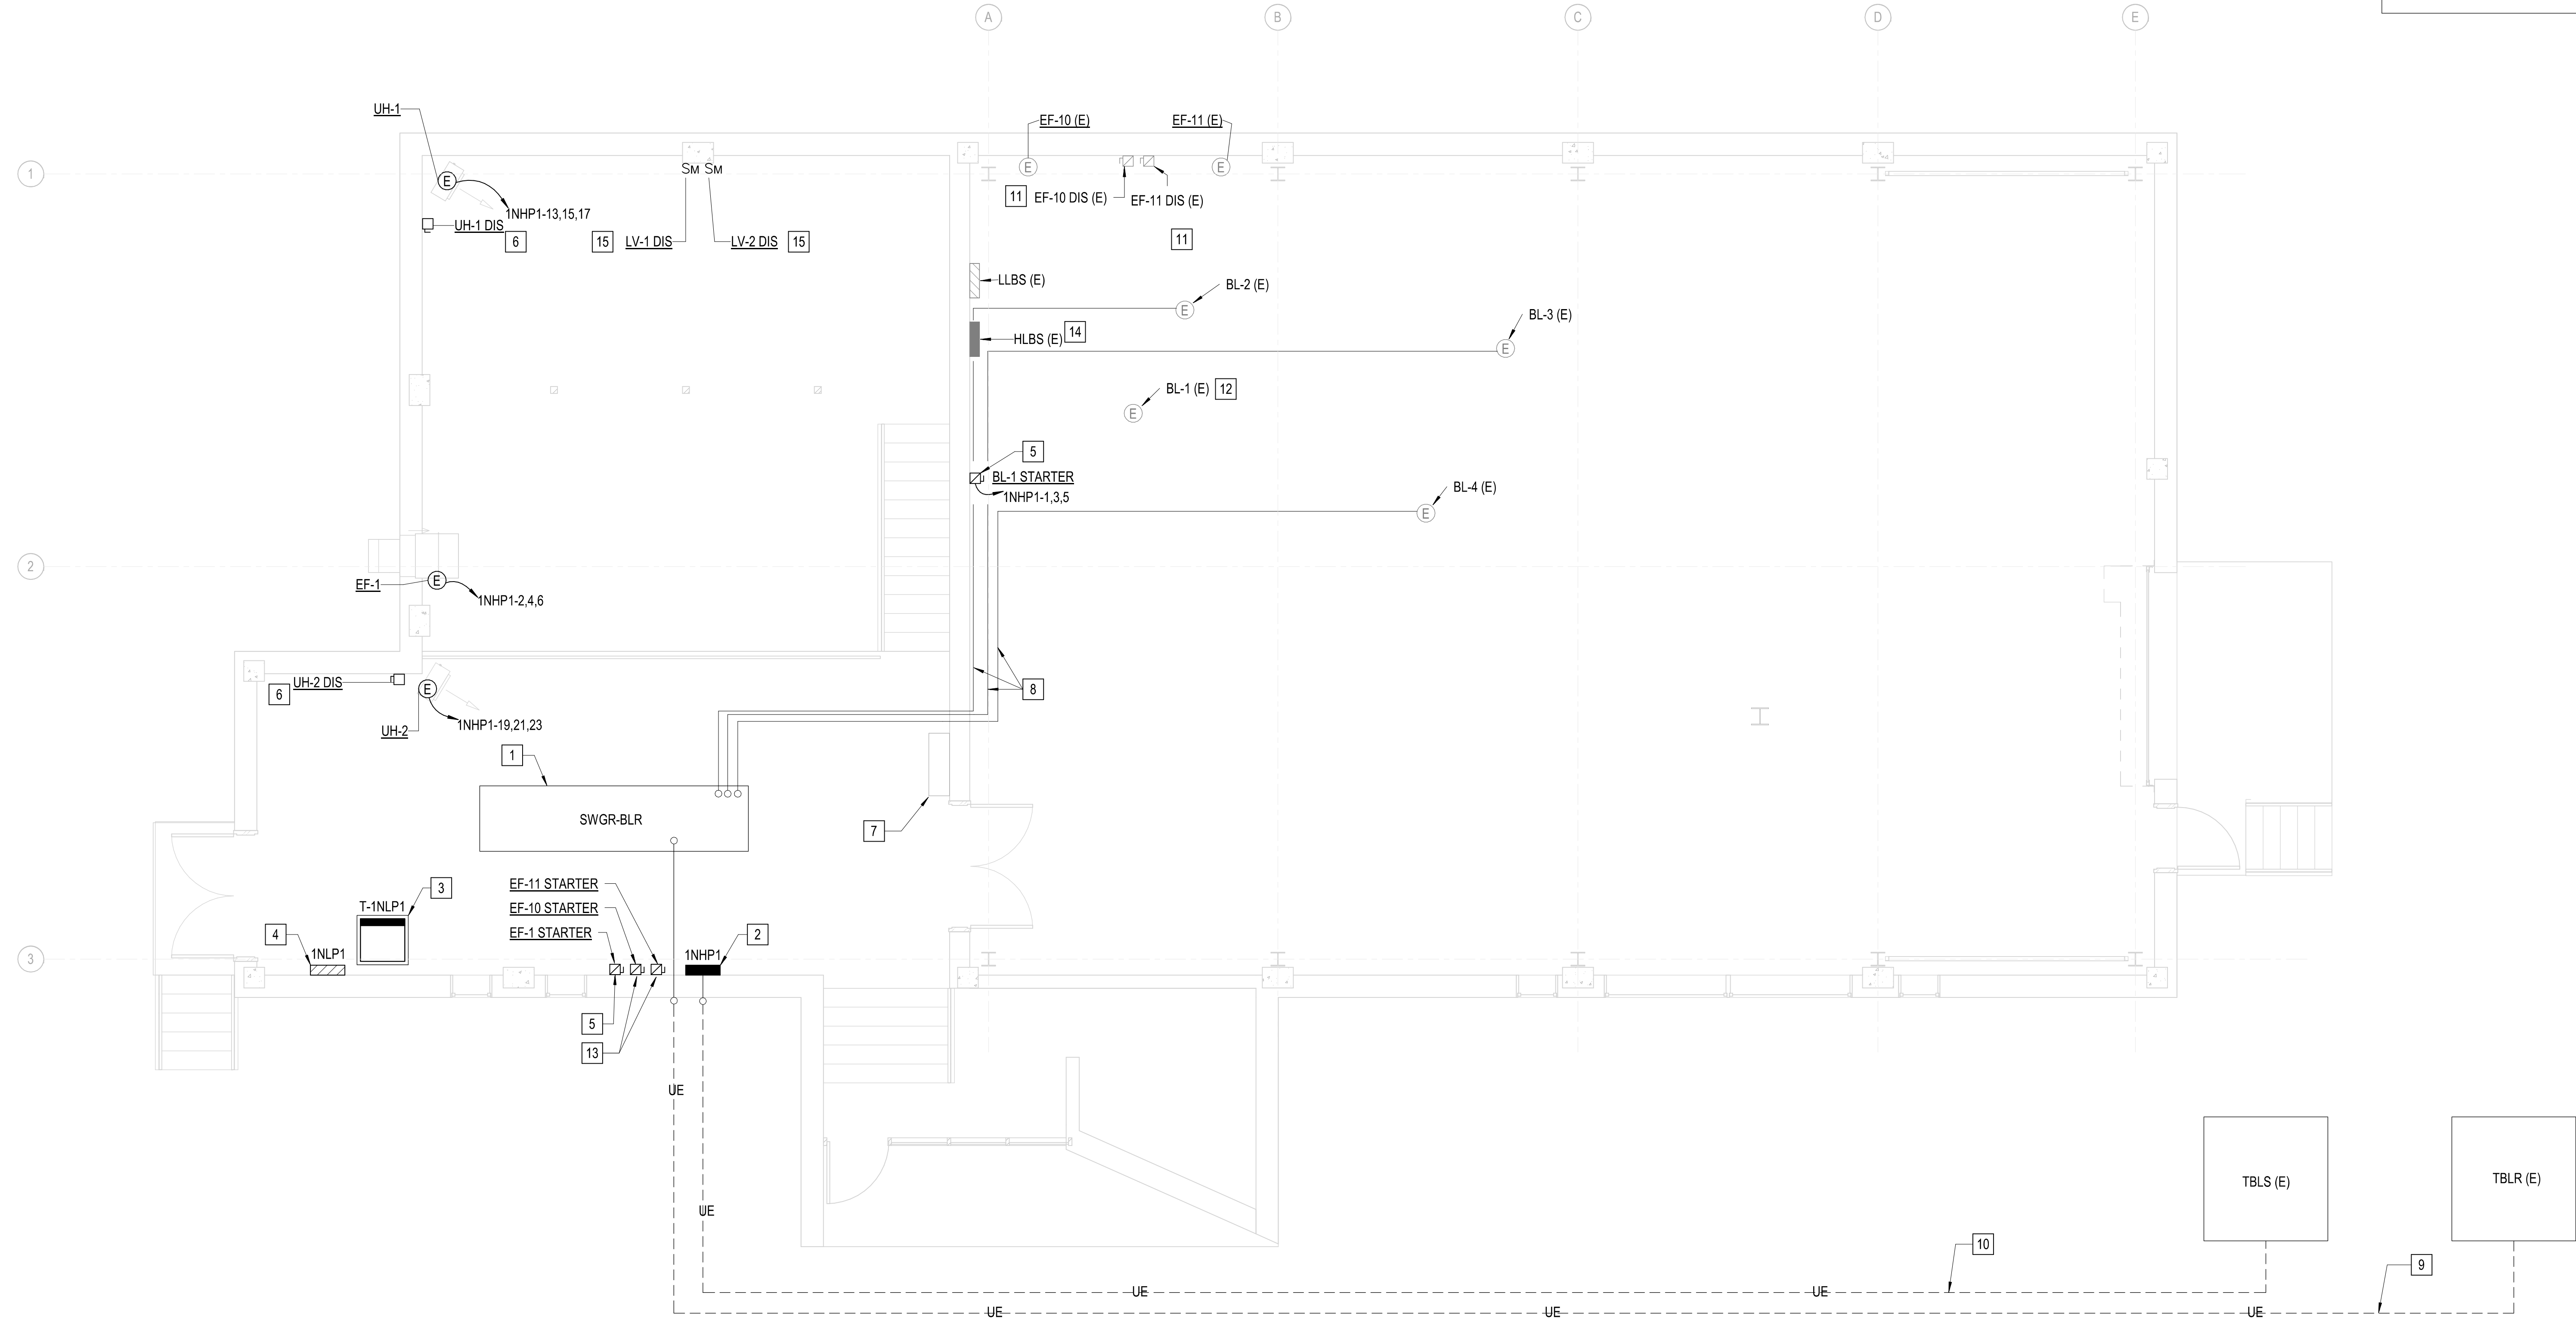 A
B
C
D
E
UH-1
EF-10 (E)
EF-11 (E)
1
E
SM
SM
E
E
1NHP1-13,15,17
11
EF-10 DIS (E)
EF-11 DIS (E)
UH-1 DIS
6
15
LV-1 DIS
LV-2 DIS
15
11
LLBS (E)
BL-2 (E)
E
BL-3 (E)
HLBS (E)
14
E
BL-1 (E)
12
E
5
BL-1 STARTER
1NHP1-1,3,5
BL-4 (E)
E
2
EF-1
E
1NHP1-2,4,6
6
UH-2 DIS
E
8
UH-2
1NHP1-19,21,23
1
SWGR-BLR
7
EF-11 STARTER
EF-10 STARTER
EF-1 STARTER
3
T-1NLP1
4
1NLP1
1NHP1
2
3
5
13
UE
UE
TBLS (E)
TBLR (E)
10
9
UE
UE
UE
UE
UE